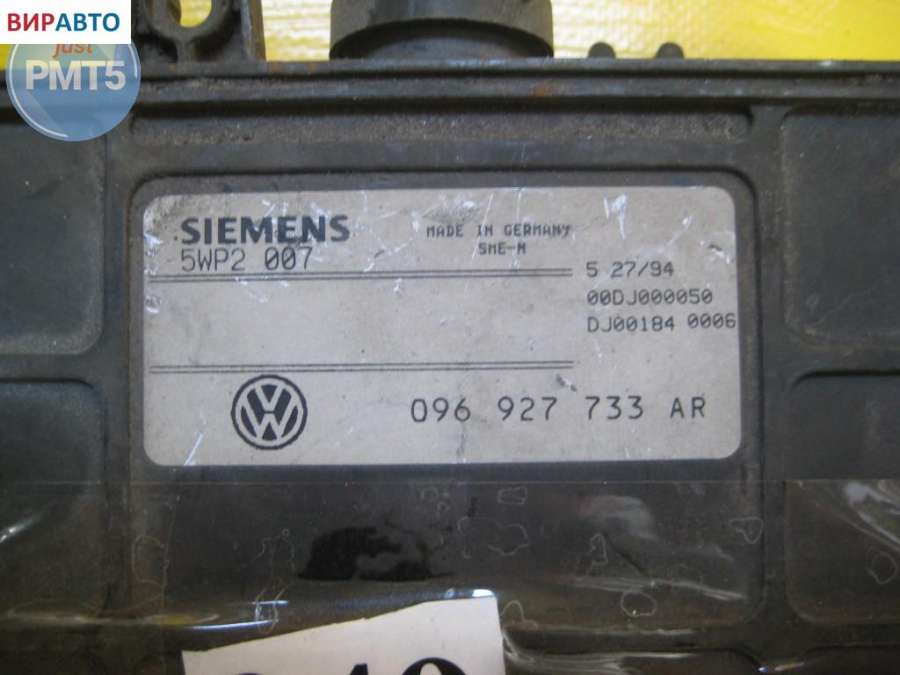 ВИРАВТО
just
PMT5
SIEMENS
5WP2 007
MADE IN GERMANY
SME-M
5 27/94
00DJ000050
DJ00184 0006
VW
096 927 733 AR